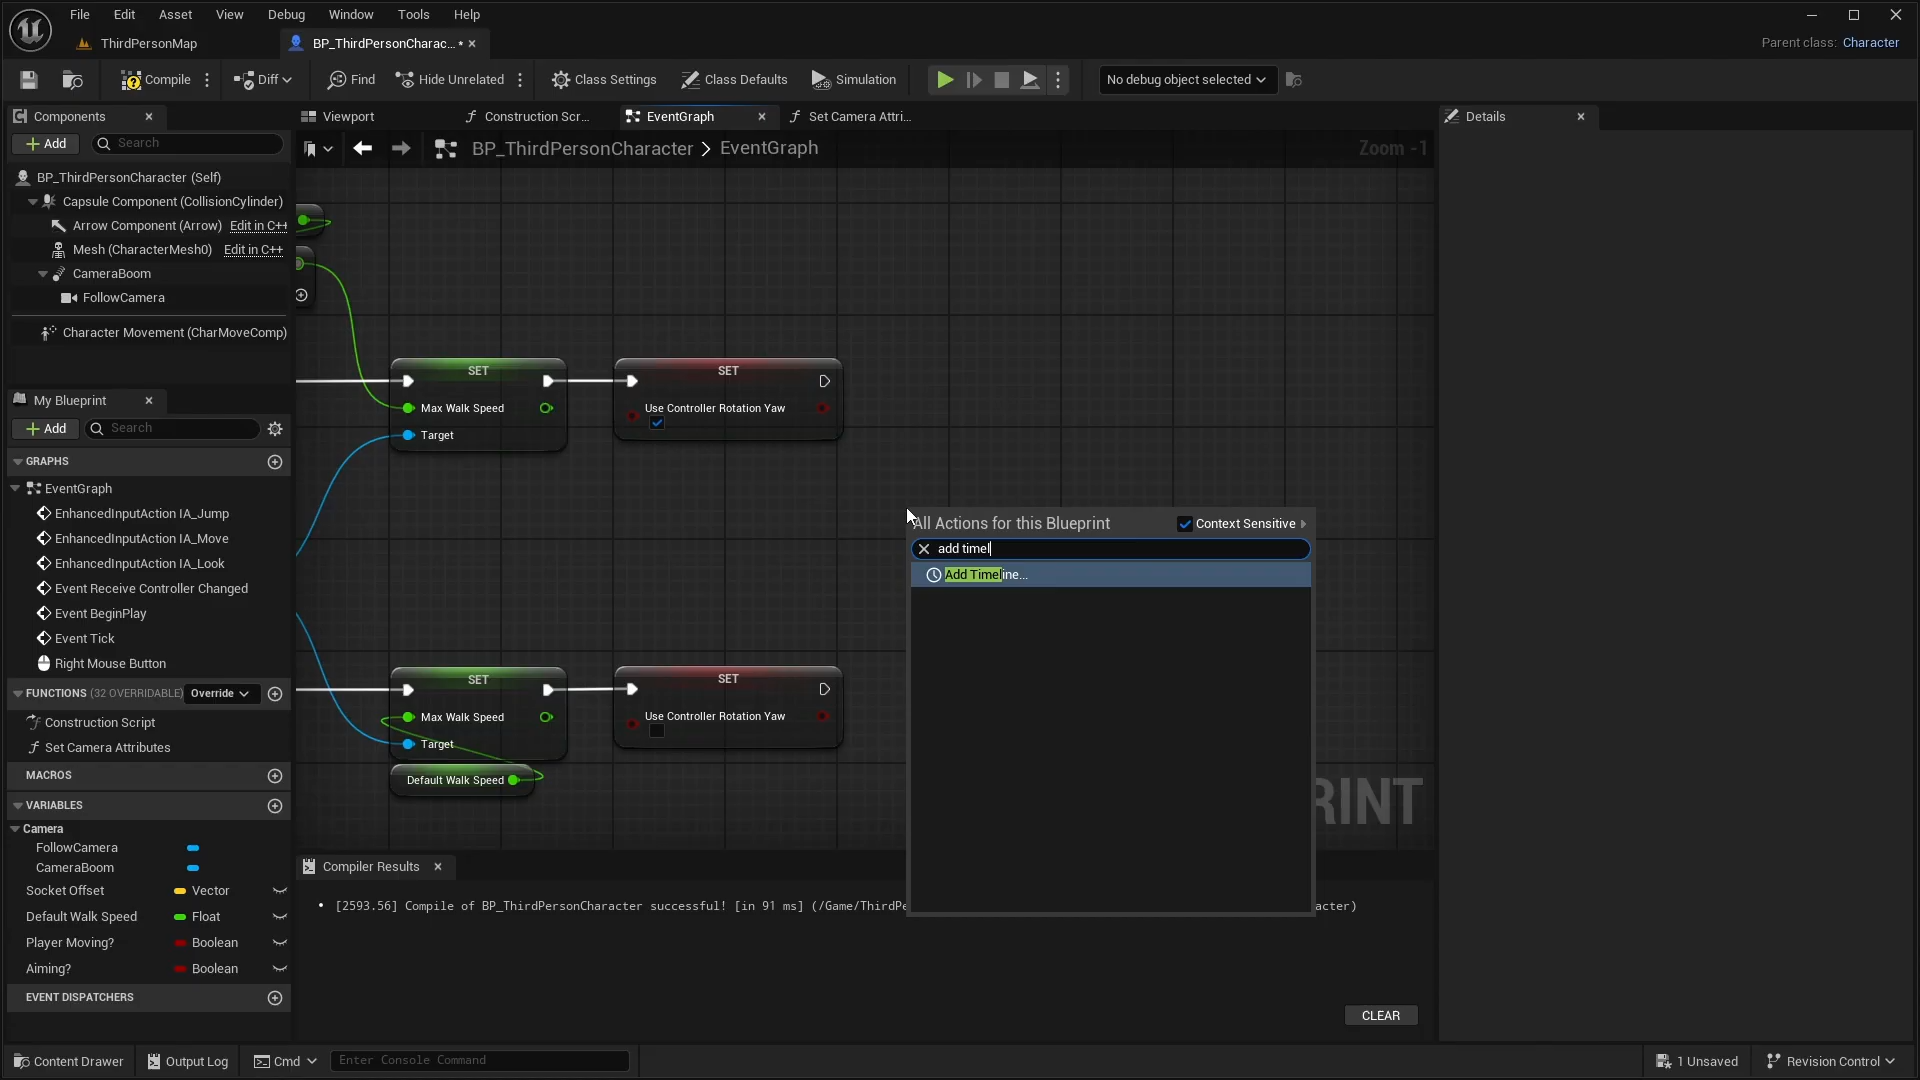 File Edit Asset View Debug Window Tools Help
ThirdPersonMap
BP_ThirdPersonCharac... •
Parent class: Character
Compile
Diff
Find
Hide Unrelated
Class Settings
Class Defaults
Simulation
No debug object selected
Components
Add
Search
BP_ThirdPersonCharacter (Self)
Capsule Component (CollisionCylinder)
Arrow Component (Arrow) Edit in C++
Mesh (CharacterMesh0) Edit in C++
CameraBoom
FollowCamera
Character Movement (CharMoveComp)
My Blueprint
Add
Search
GRAPHS
EventGraph
EnhancedInputAction IA_Jump
EnhancedInputAction IA_Move
EnhancedInputAction IA_Look
Event Receive Controller Changed
Event BeginPlay
Event Tick
Right Mouse Button
FUNCTIONS (32 OVERRIDABLE) Override
Construction Script
Set Camera Attributes
MACROS
VARIABLES
Camera
FollowCamera
CameraBoom
Socket Offset Vector
Default Walk Speed Float
Player Moving? Boolean
Aiming? Boolean
EVENT DISPATCHERS
Viewport
Construction Scr...
EventGraph
Set Camera Attri...
BP_ThirdPersonCharacter > EventGraph
Zoom -1
SET
Max Walk Speed
Target
SET
Use Controller Rotation Yaw
SET
Max Walk Speed
Target
Default Walk Speed
SET
Use Controller Rotation Yaw
All Actions for this Blueprint
Context Sensitive
add timel
Add Timeline...
RINT
Compiler Results
• [2593.56] Compile of BP_ThirdPersonCharacter successful! [in 91 ms] (/Game/ThirdPe
acter)
CLEAR
Details
Content Drawer
Output Log
Cmd
Enter Console Command
1 Unsaved
Revision Control